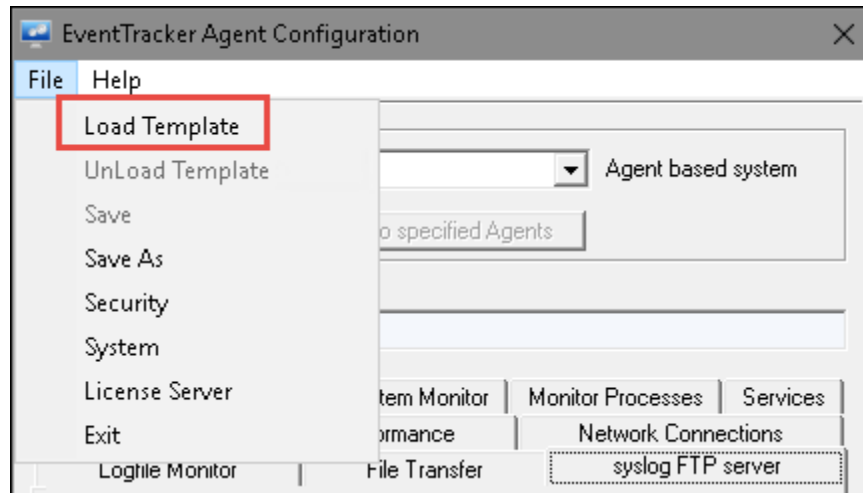 EventTracker Agent Configuration
File Help
Load Template
UnLoad Template
Save
Save As
Security
System
License Server
Exit
Agent based system
o specified Agents
tem Monitor Monitor Processes Services
ormance Network Connections
Logfile Monitor File Transfer syslog FTP server